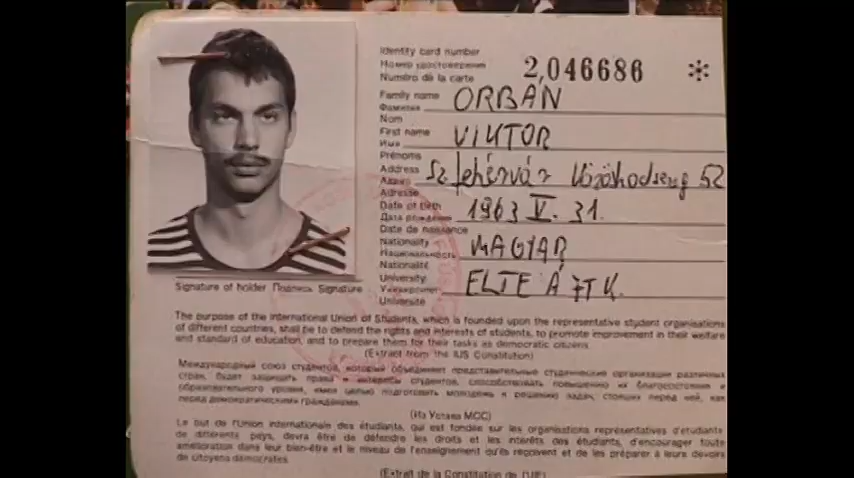 Identity card number
Номер удостоверения
Numéro de la carte
2,046686 *
Family name ORBÁN
Фамилия
Nom
First name VIKTOR
Имя
Prénoms
Address Szfehérvár 52
Адрес
Adresse
Date of birth 1963 V. 31.
Дата рождения
Date de naissance
Nationality MAGYAR
Национальность
Nationalité
University ELTE ÁJTK.
Университет
Université
Signature of holder Подпись Signature
The purpose of the International Union of Students, which is founded upon the representative student organisations
of different countries, shall be to defend the rights and interests of students, to promote improvement in their welfare
and standard of education, and to prepare them for their tasks as democratic citizens.
(Extract from the IUS Constitution)
Международный союз студентов, который объединяет представительные студенческие организации различных
стран, будет защищать права и интересы студентов, способствовать повышению их благосостояния и
образовательного уровня, имея целью подготовить молодежь к решению задач, стоящих перед ней, как
перед демократическими гражданами.
(Из Устава МСС)
Le but de l'Union internationale des étudiants, qui est fondée sur les organisations représentatives d'étudiants
de différents pays, devra être de défendre les droits et les intérêts des étudiants, d'encourager toute
amélioration dans leur bien-être et le niveau de l'enseignement qu'ils reçoivent et de les préparer à leurs devoirs
de citoyens démocrates.
(Extrait de la Constitution de l'UIE)